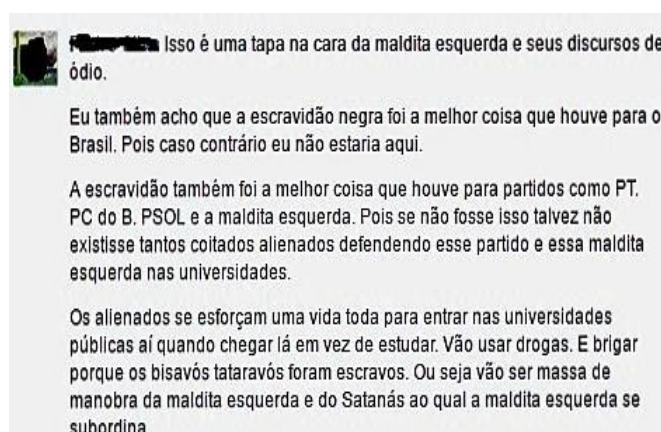 Isso é uma tapa na cara da maldita esquerda e seus discursos de
ódio.
Eu também acho que a escravidão negra foi a melhor coisa que houve para o
Brasil. Pois caso contrário eu não estaria aqui.
A escravidão também foi a melhor coisa que houve para partidos como PT.
PC do B. PSOL e a maldita esquerda. Pois se não fosse isso talvez não
existisse tantos coitados alienados defendendo esse partido e essa maldita
esquerda nas universidades.
Os alienados se esforçam uma vida toda para entrar nas universidades
públicas aí quando chegar lá em vez de estudar. Vão usar drogas. E brigar
porque os bisavós tataravós foram escravos. Ou seja vão ser massa de
manobra da maldita esquerda e do Satanás ao qual a maldita esquerda se
subordina